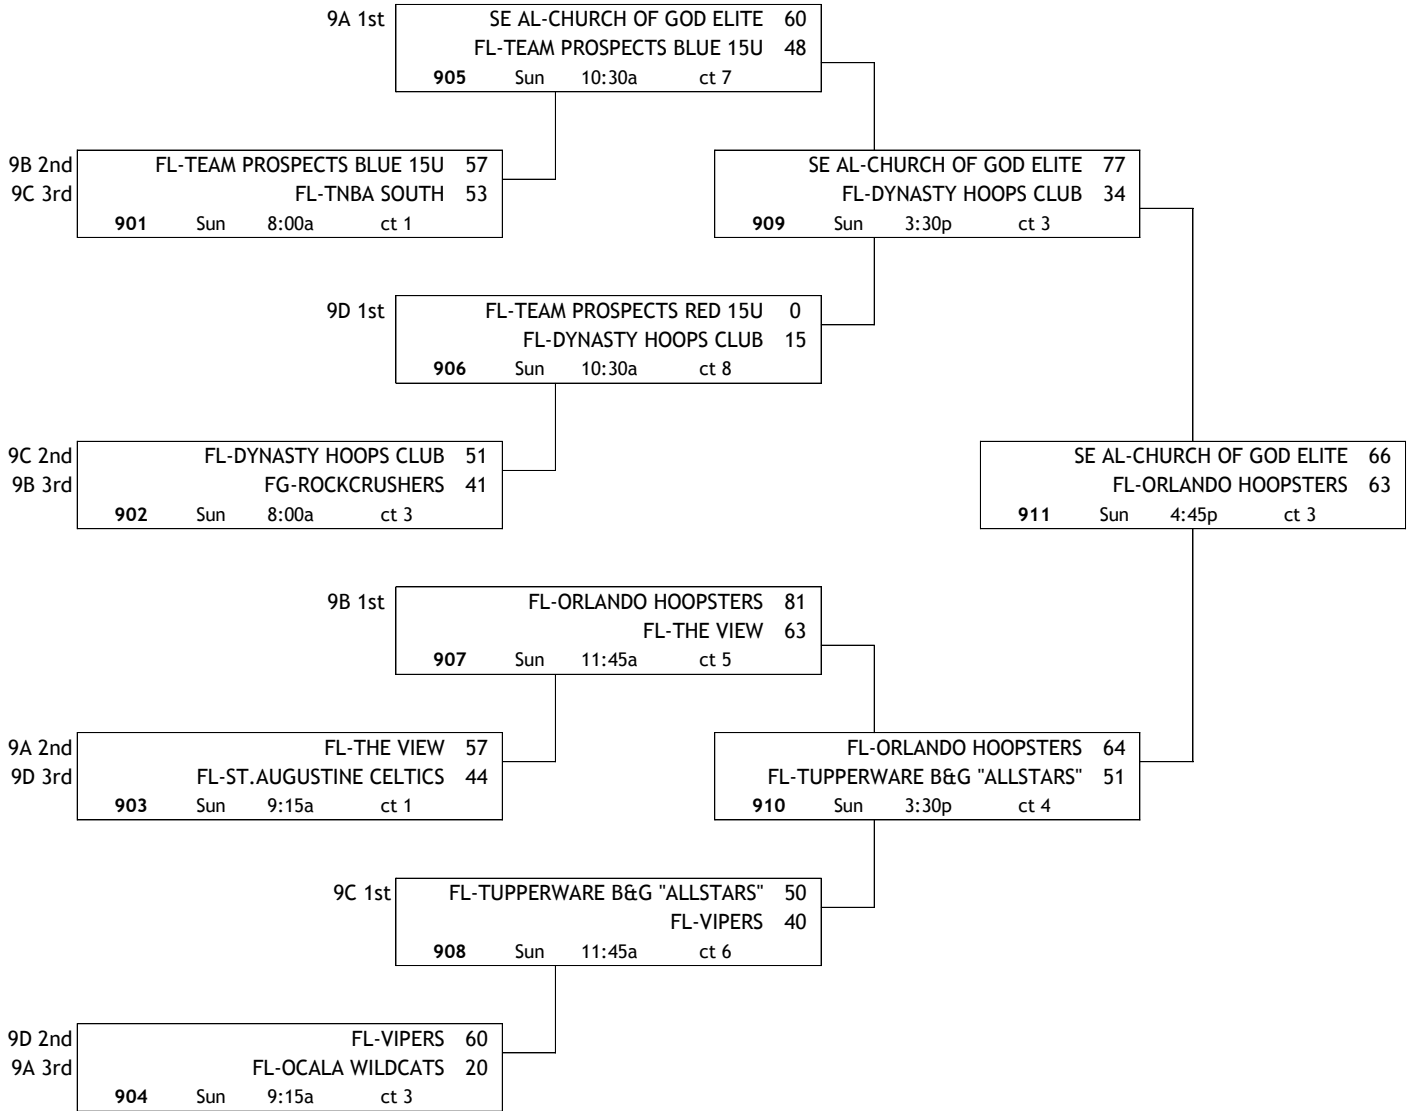 9A 1st
SE AL-CHURCH OF GOD ELITE 60
FL-TEAM PROSPECTS BLUE 15U 48
905 Sun 10:30a ct 7
9B 2nd FL-TEAM PROSPECTS BLUE 15U 57
9C 3rd FL-TNBA SOUTH 53
901 Sun 8:00a ct 1
SE AL-CHURCH OF GOD ELITE 77
FL-DYNASTY HOOPS CLUB 34
909 Sun 3:30p ct 3
9D 1st
FL-TEAM PROSPECTS RED 15U 0
FL-DYNASTY HOOPS CLUB 15
906 Sun 10:30a ct 8
9C 2nd FL-DYNASTY HOOPS CLUB 51
9B 3rd FG-ROCKCRUSHERS 41
902 Sun 8:00a ct 3
SE AL-CHURCH OF GOD ELITE 66
FL-ORLANDO HOOPSTERS 63
911 Sun 4:45p ct 3
9B 1st
FL-ORLANDO HOOPSTERS 81
FL-THE VIEW 63
907 Sun 11:45a ct 5
9A 2nd FL-THE VIEW 57
9D 3rd FL-ST.AUGUSTINE CELTICS 44
903 Sun 9:15a ct 1
FL-ORLANDO HOOPSTERS 64
FL-TUPPERWARE B&G "ALLSTARS" 51
910 Sun 3:30p ct 4
9C 1st
FL-TUPPERWARE B&G "ALLSTARS" 50
FL-VIPERS 40
908 Sun 11:45a ct 6
9D 2nd FL-VIPERS 60
9A 3rd FL-OCALA WILDCATS 20
904 Sun 9:15a ct 3